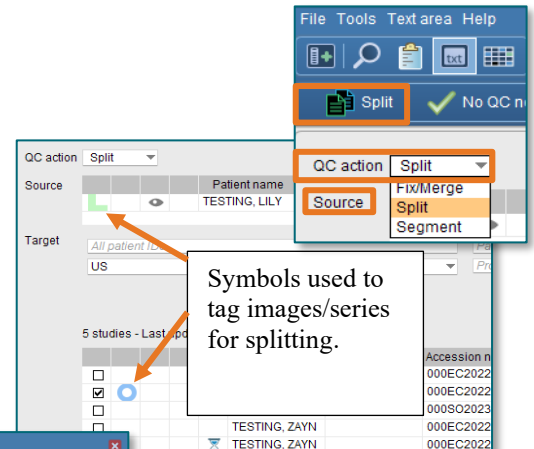 File Tools Text area Help
txt
Split No QC
QC action Split
Fix/Merge
Source Split
Segment
QC action Split
Source Patient name
TESTING, LILY
Target All patient
US
Symbols used to
tag images/series
for splitting.
5 studies - Last
Accession
000EC2022
000EC2022
000SO2023
TESTING, ZAYN 000EC2022
TESTING, ZAYN 000EC2022